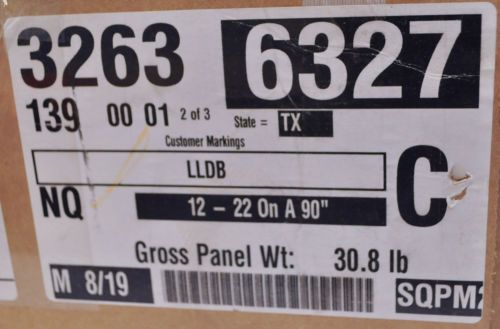 3263 6327
139 00 01 2 of 3 State = TX
Customer Markings
LLDB
C
NQ 12 – 22 On A 90"
Gross Panel Wt: 30.8 lb
M 8/19 SQPM2